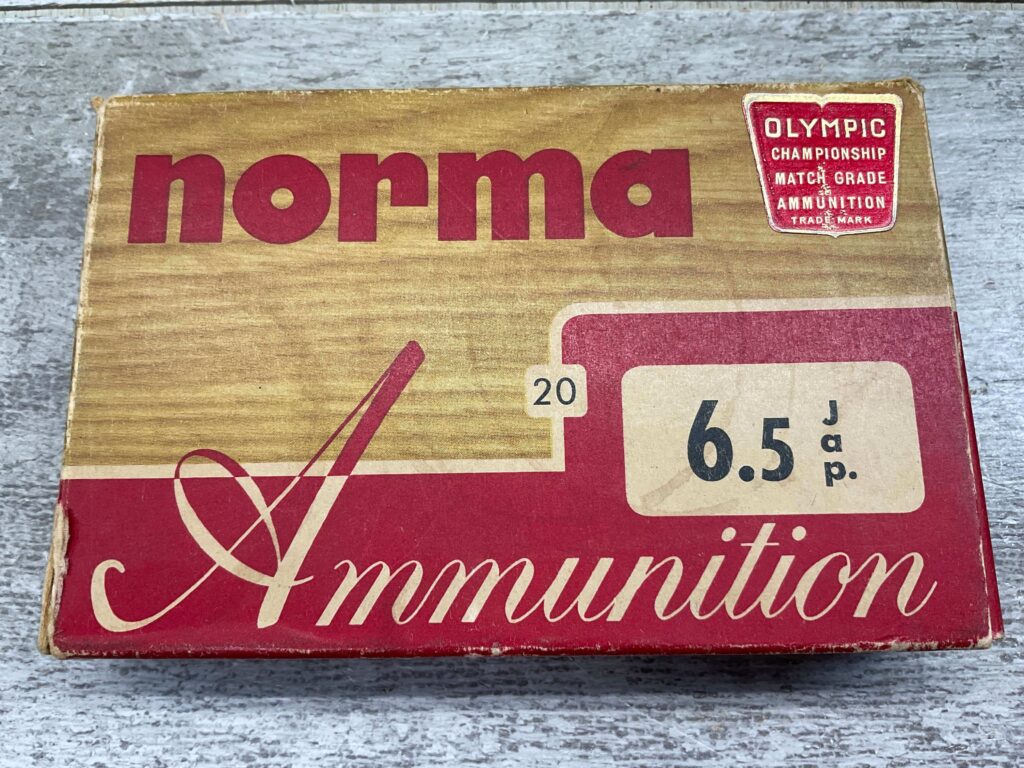 norma
OLYMPIC
CHAMPIONSHIP
MATCH GRADE
AMMUNITION
TRADE MARK
20
6.5 Jap.
Ammunition